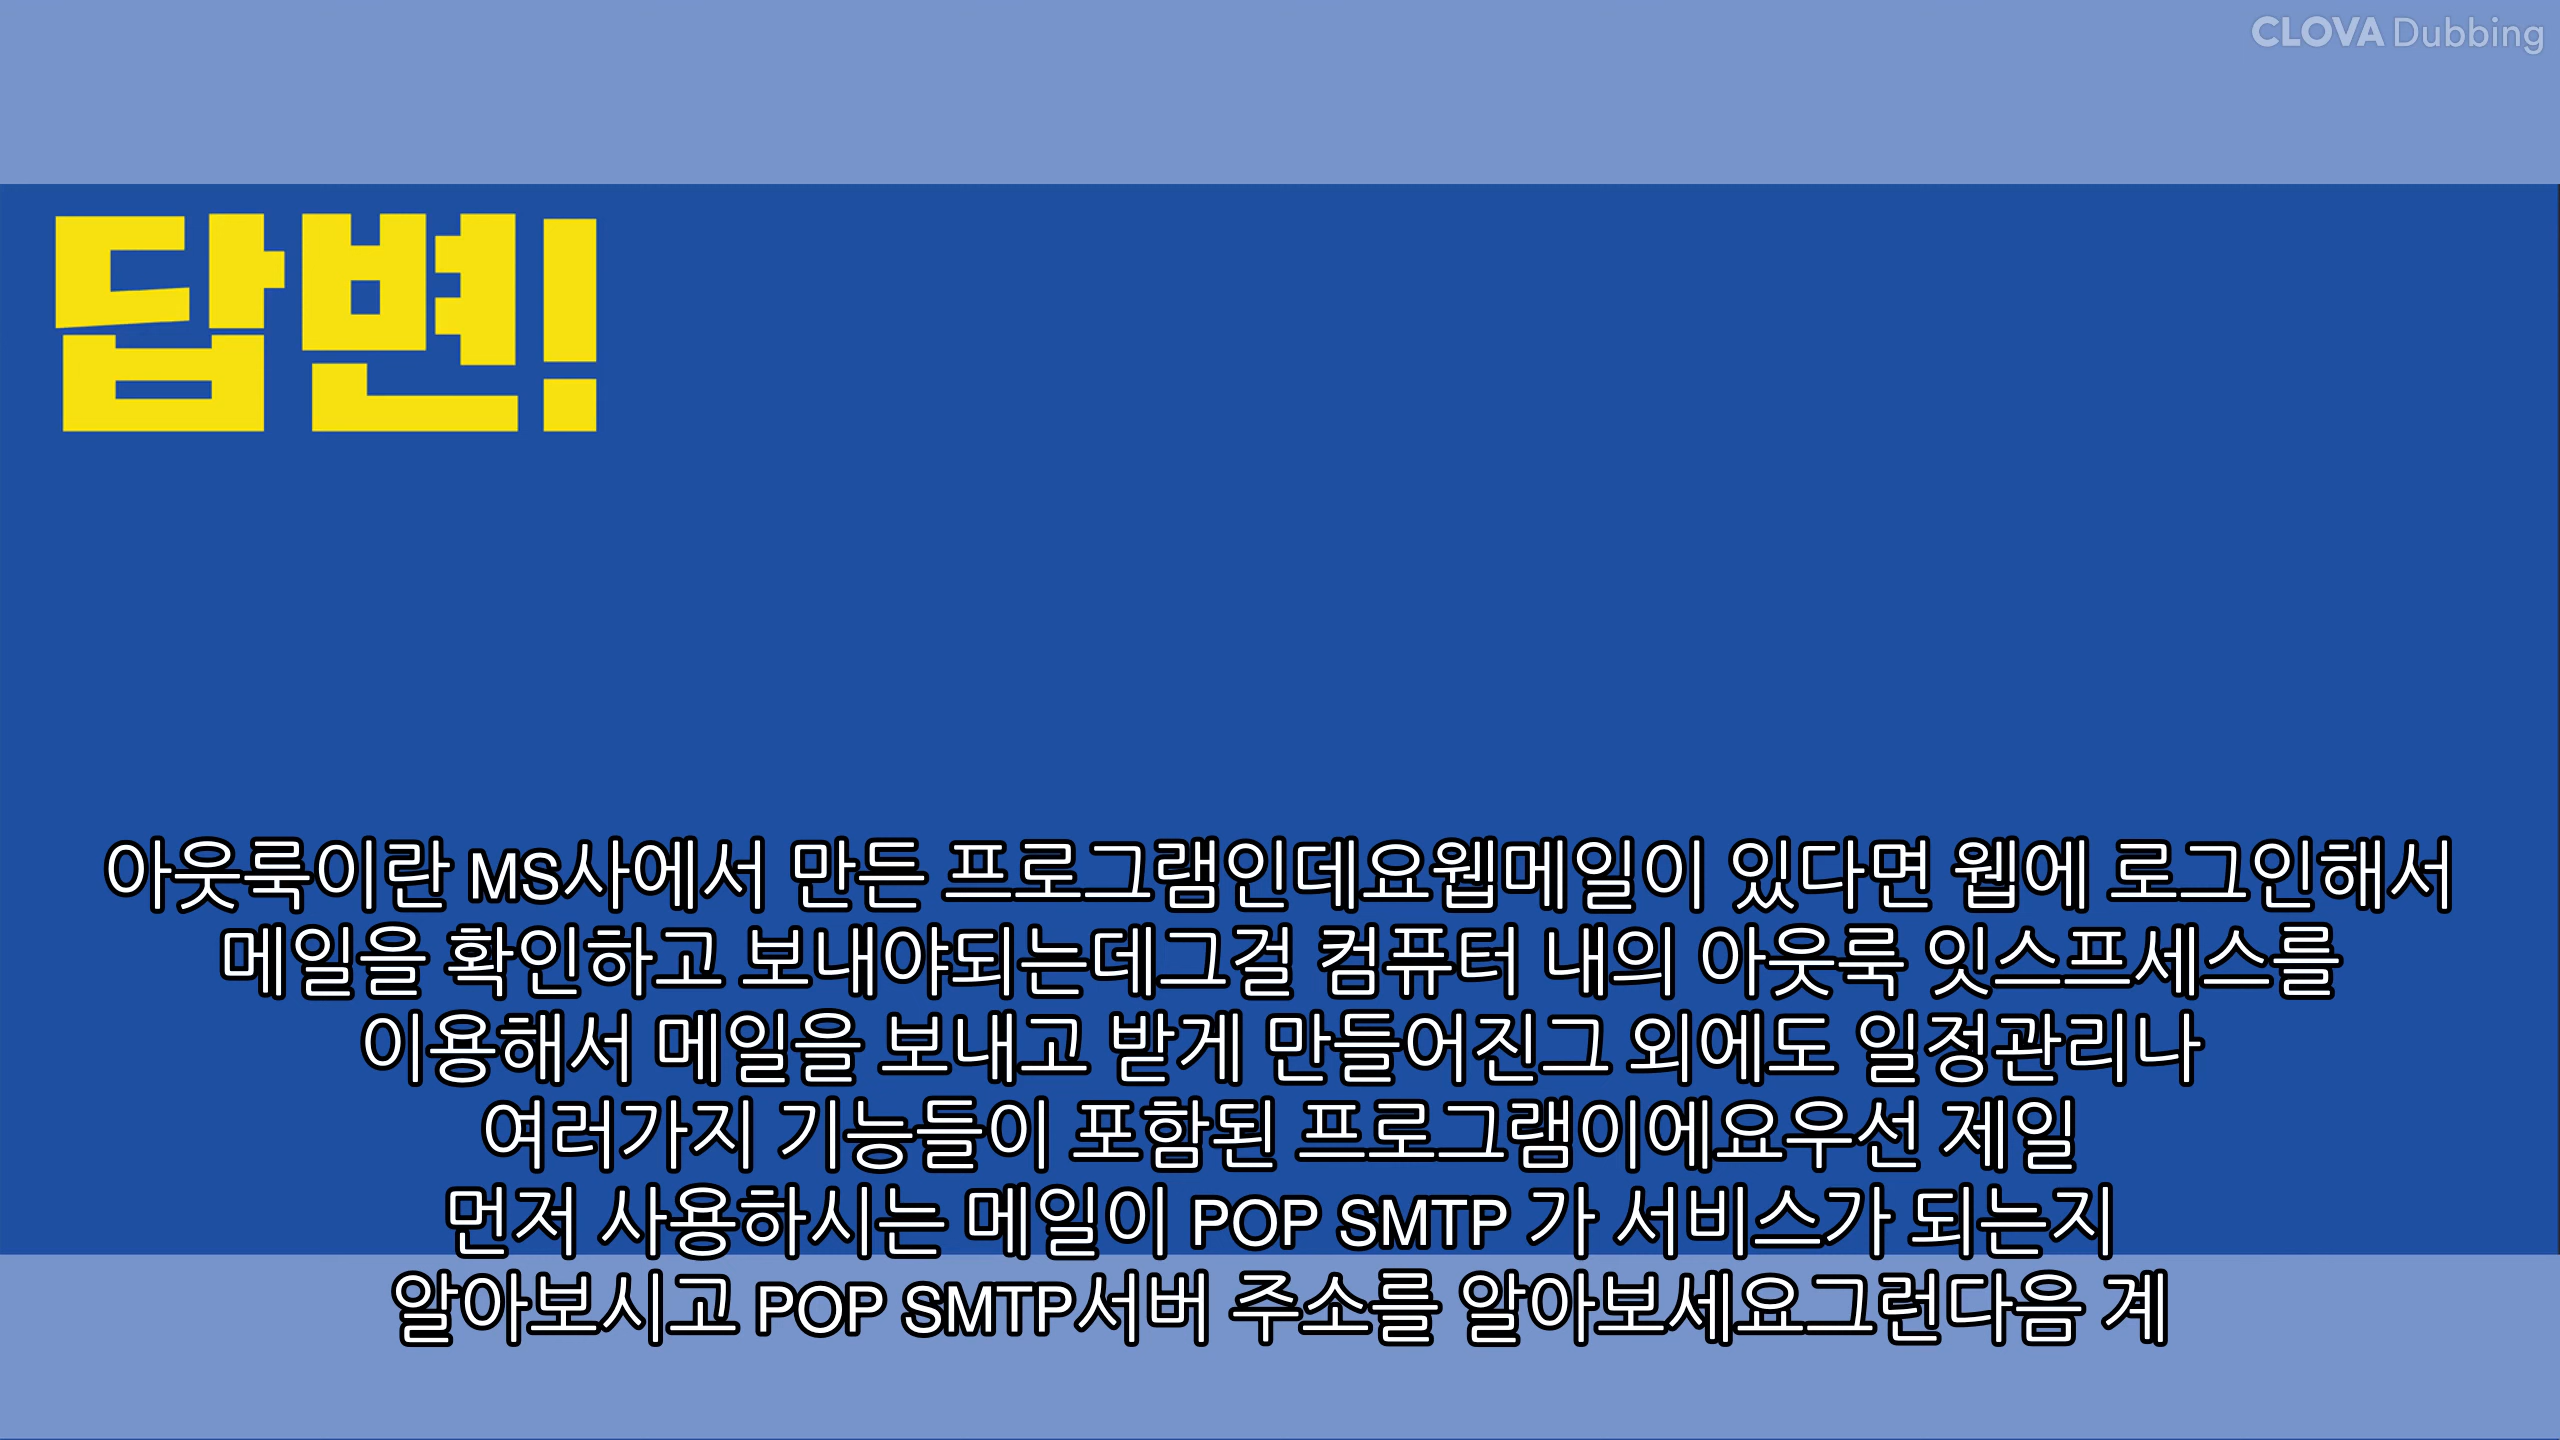 CLOVA Dubbing
답변!
아웃룩이란 MS사에서 만든 프로그램인데요웹메일이 있다면 웹에 로그인해서
메일을 확인하고 보내야되는데그걸 컴퓨터 내의 아웃룩 잇스프세스를
이용해서 메일을 보내고 받게 만들어진그 외에도 일정관리나
여러가지 기능들이 포함된 프로그램이에요우선 제일
먼저 사용하시는 메일이 POP SMTP 가 서비스가 되는지
알아보시고 POP SMTP서버 주소를 알아보세요그런다음 계